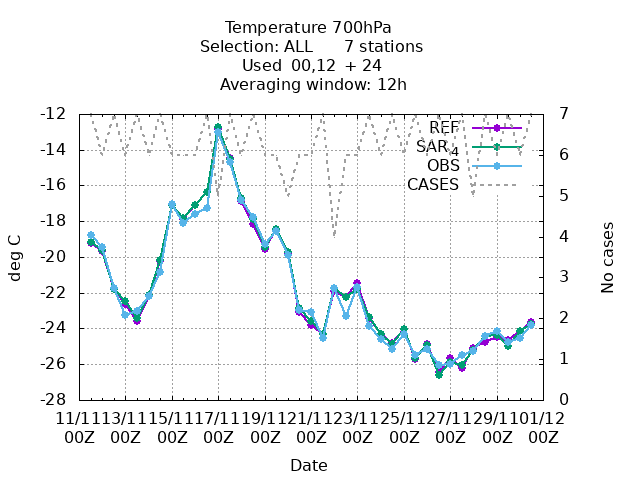 Temperature 700hPa
Selection: ALL 7 stations
Used 00,12 + 24
Averaging window: 12h
-12 7
REF
SAR_4
-14
OBS
6
CASES
-16
5
-18
4
-20
deg C
No cases
3
-22
2
-24
1
-26
-28 0
11/11 13/11 15/11 17/11 19/11 21/11 23/11 25/11 27/11 29/11 01/12
00Z 00Z 00Z 00Z 00Z 00Z 00Z 00Z 00Z 00Z 00Z
Date